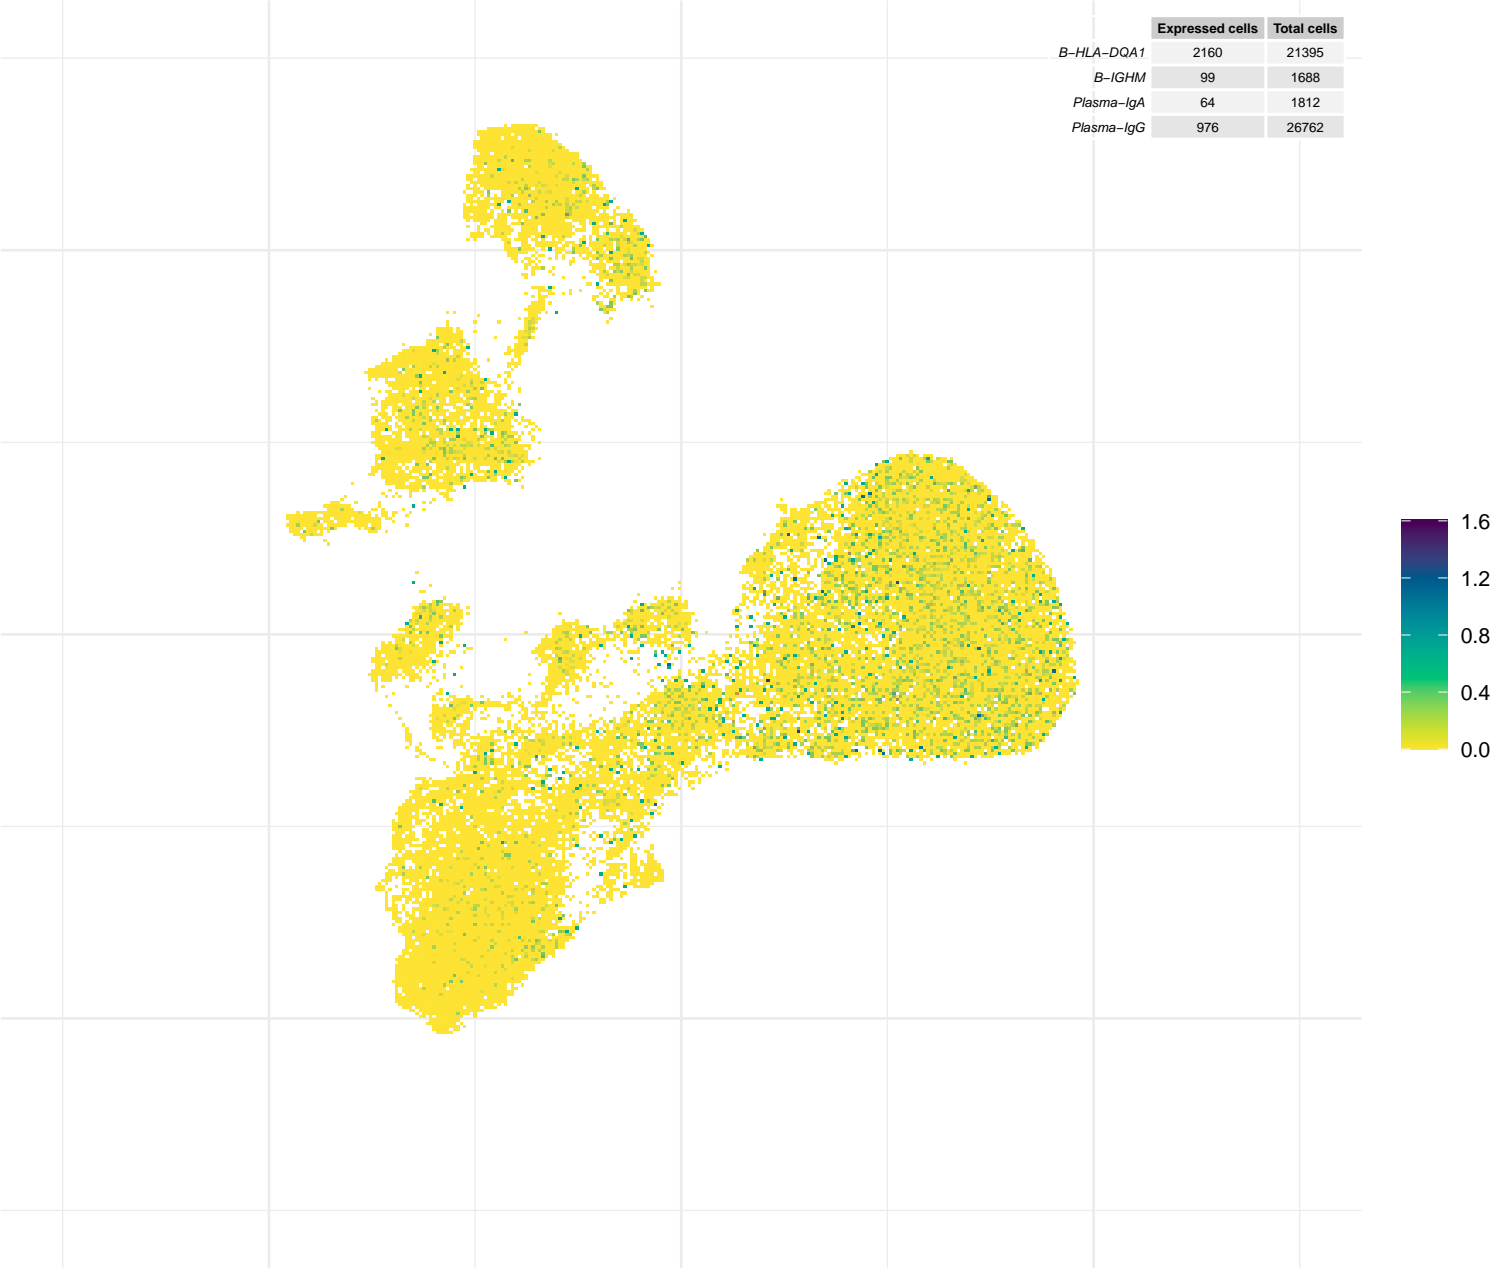 Expressed cells Total cells
B−HLA−DQA1 2160 21395
B−IGHM 99 1688
Plasma−IgA 64 1812
Plasma−IgG 976 26762
1.6
1.2
0.8
0.4
0.0